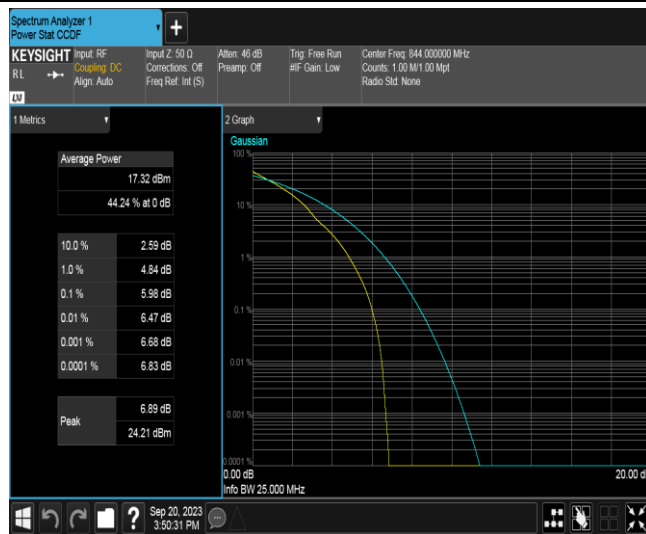 Spectrum Analyzer 1
Power Stat CCDF
+
KEYSIGHT
RL
LXI
Input: RF
Coupling: DC
Align: Auto
Input Z: 50 Ω
Corrections: Off
Freq Ref: Int (S)
Atten: 46 dB
Preamp: Off
Trig: Free Run
#IF Gain: Low
Center Freq: 844.000000 MHz
Counts: 1.00 M/1.00 Mpt
Radio Std: None
1 Metrics
Average Power
17.32 dBm
44.24 % at 0 dB
10.0 % 2.59 dB
1.0 % 4.84 dB
0.1 % 5.98 dB
0.01 % 6.47 dB
0.001 % 6.68 dB
0.0001 % 6.83 dB
Peak
6.89 dB
24.21 dBm
2 Graph
Gaussian
100 %
10 %
1 %
0.1 %
0.01 %
0.001 %
0.0001 %
0.00 dB
20.00 d
Info BW 25.000 MHz
?
Sep 20, 2023
3:50:31 PM